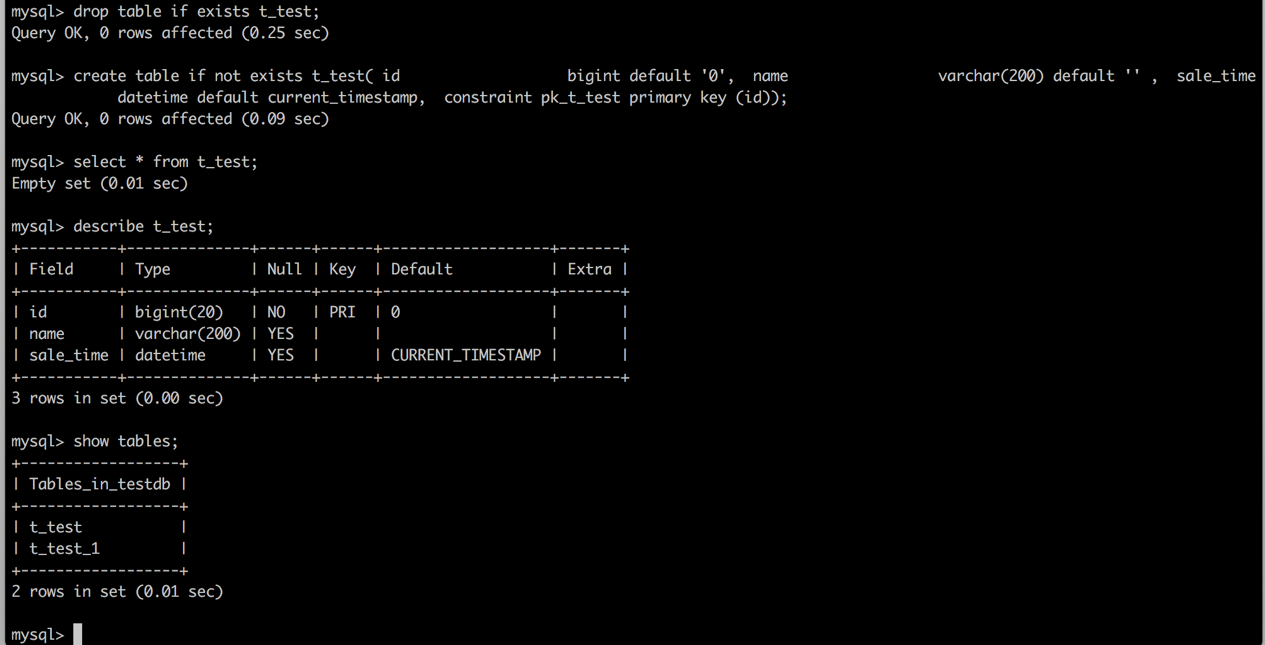 mysql> drop table if exists t_test;
Query OK, 0 rows affected (0.25 sec)
mysql> create table if not exists t_test( id                   bigint default '0',  name                 varchar(200) default '' ,  sale_time
            datetime default current_timestamp,  constraint pk_t_test primary key (id));
Query OK, 0 rows affected (0.09 sec)
mysql> select * from t_test;
Empty set (0.01 sec)
mysql> describe t_test;
+-----------+--------------+------+------+-------------------+-------+
| Field     | Type         | Null | Key  | Default           | Extra |
+-----------+--------------+------+------+-------------------+-------+
| id        | bigint(20)   | NO   | PRI  | 0                 |       |
| name      | varchar(200) | YES  |      |                   |       |
| sale_time | datetime     | YES  |      | CURRENT_TIMESTAMP |       |
+-----------+--------------+------+------+-------------------+-------+
3 rows in set (0.00 sec)
mysql> show tables;
+------------------+
| Tables_in_testdb |
+------------------+
| t_test           |
| t_test_1         |
+------------------+
2 rows in set (0.01 sec)
mysql>